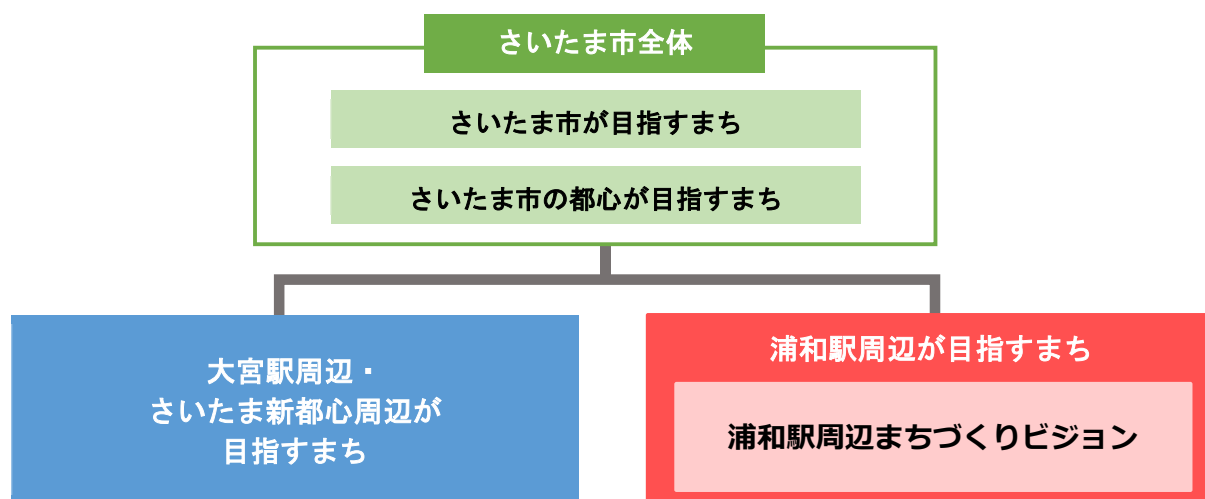 さいたま市全体
さいたま市が目指すまち
さいたま市の都心が目指すまち
大宮駅周辺・
さいたま新都心周辺が
目指すまち
浦和駅周辺が目指すまち
浦和駅周辺まちづくりビジョン